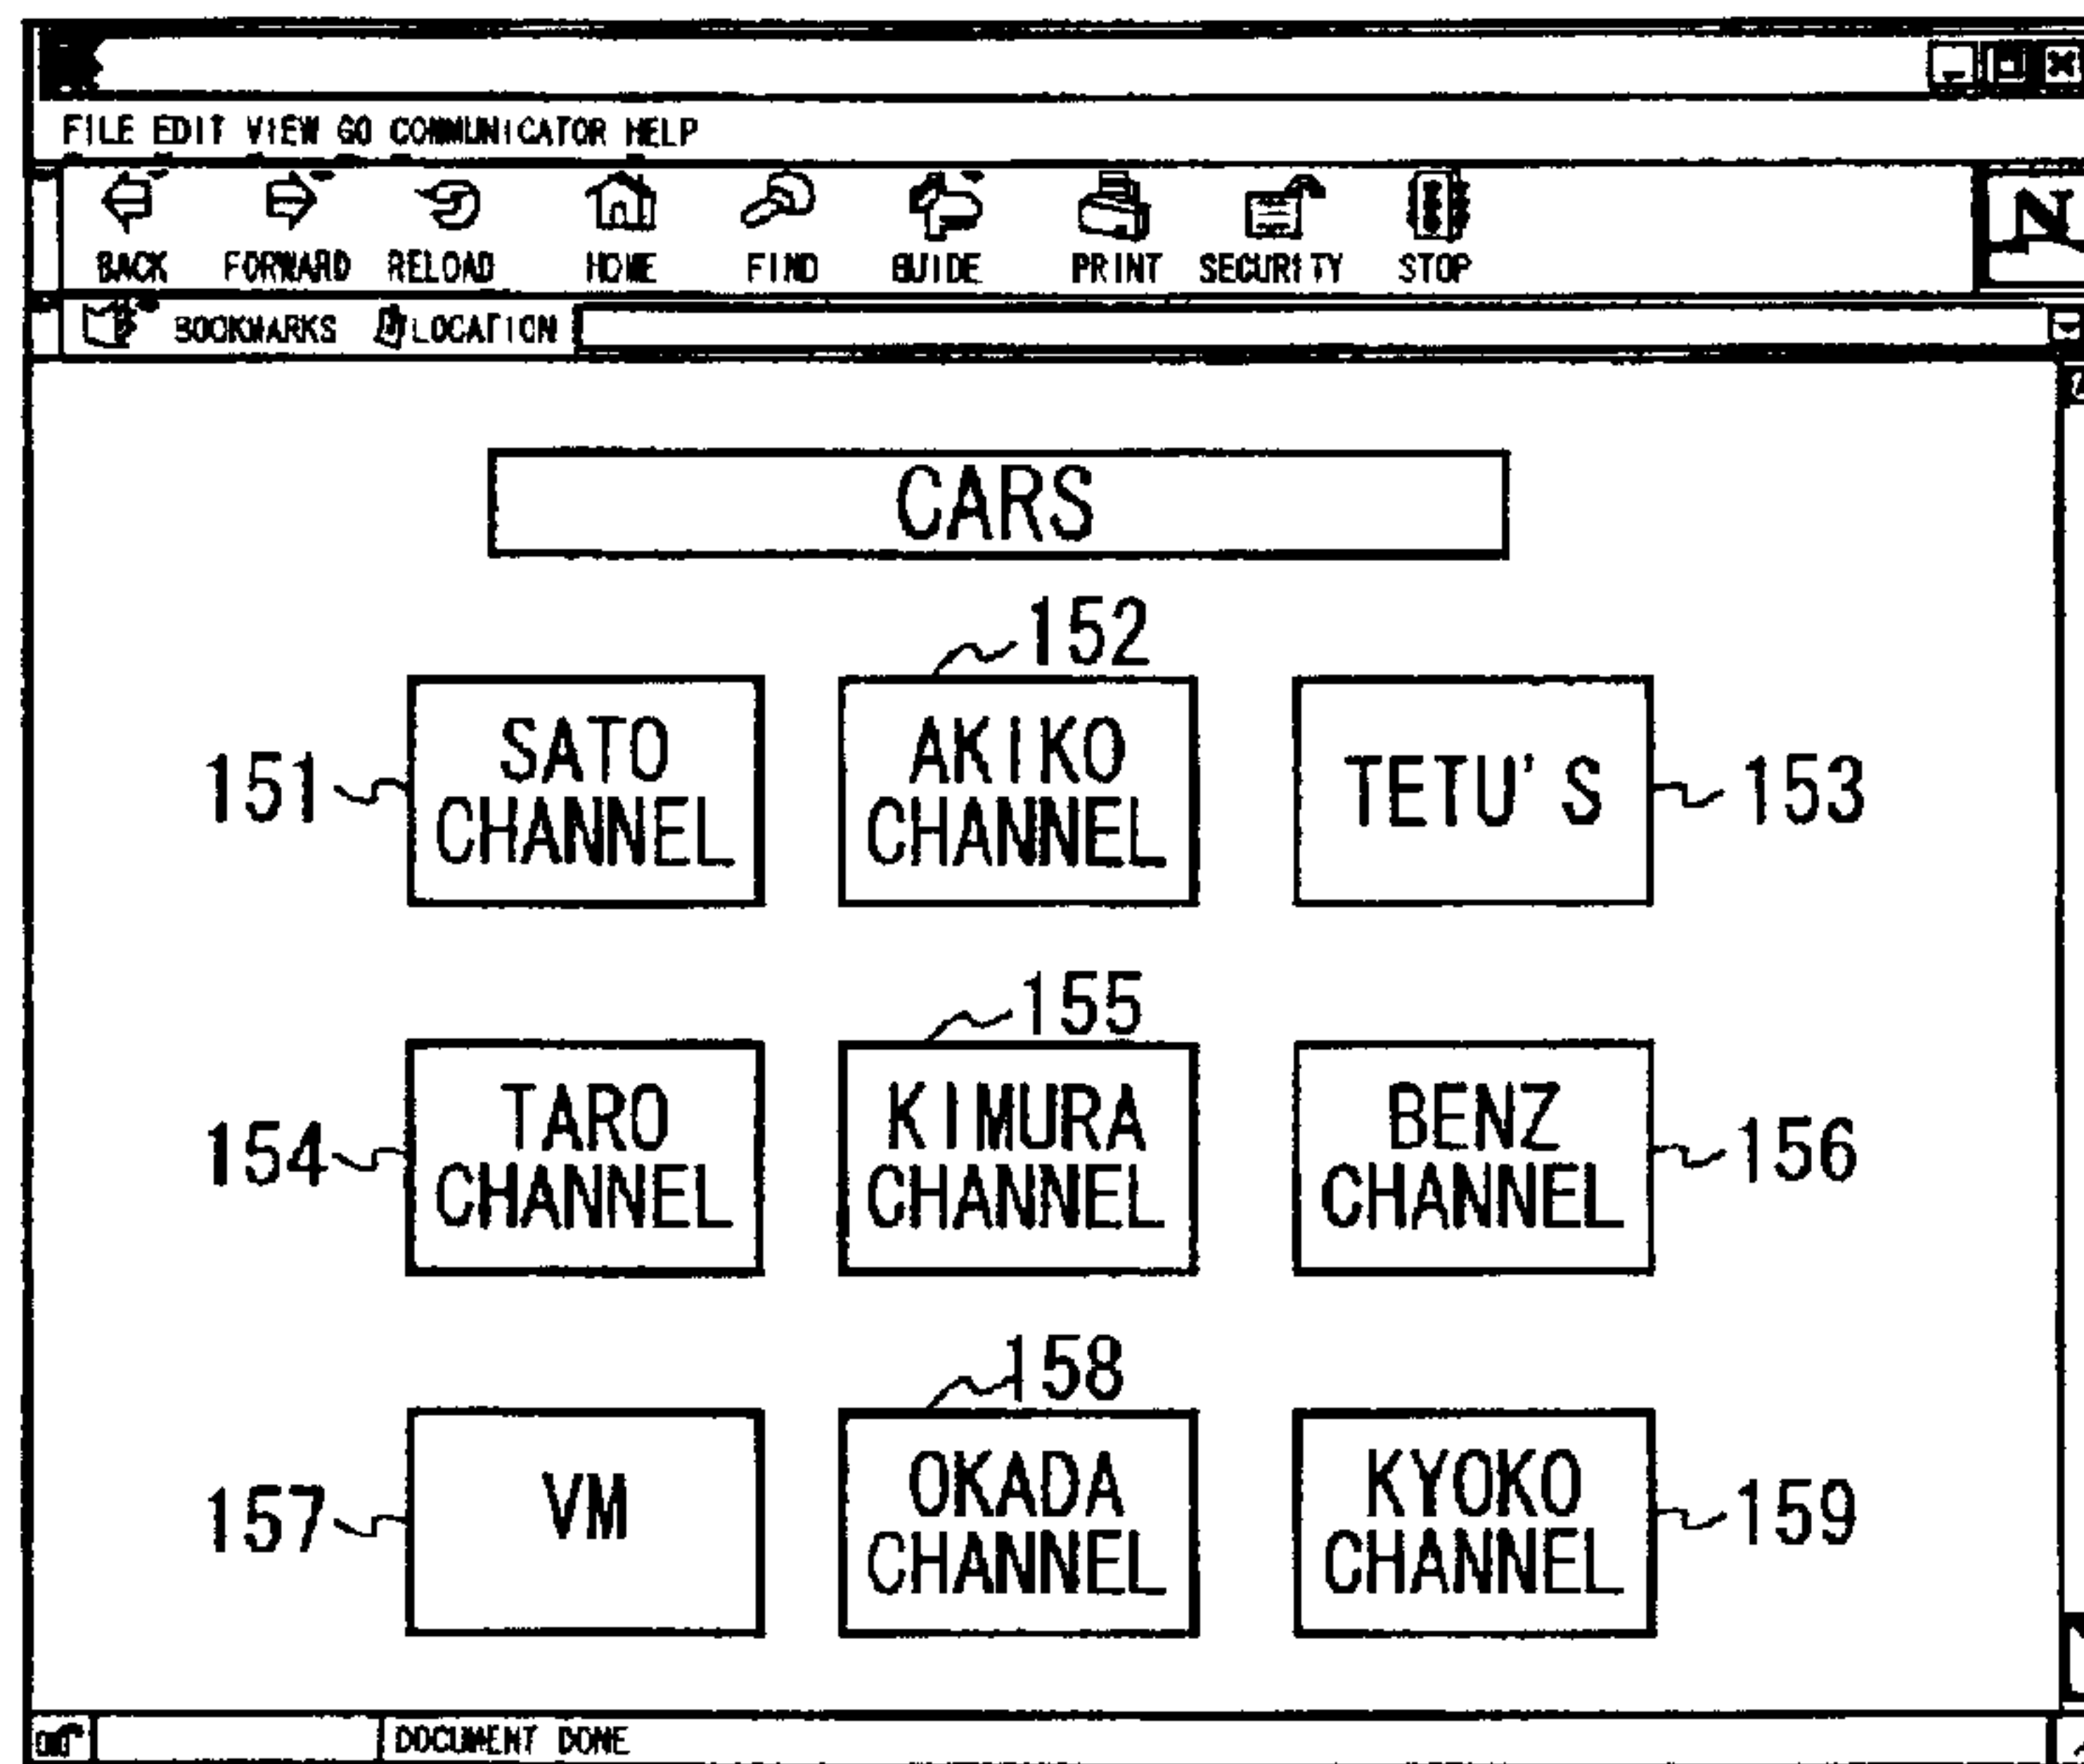 FILE EDIT VIEW GO COMMUNICATOR HELP
N
BACK FORWARD RELOAD HOME FIND GUIDE PRINT SECURITY STOP
BOOKMARKS LOCATION
CARS
152
151 SATO CHANNEL
AKIKO CHANNEL
TETU'S 153
155
154 TARO CHANNEL
KIMURA CHANNEL
BENZ CHANNEL 156
158
157 VM
OKADA CHANNEL
KYOKO CHANNEL 159
DOCUMENT DONE